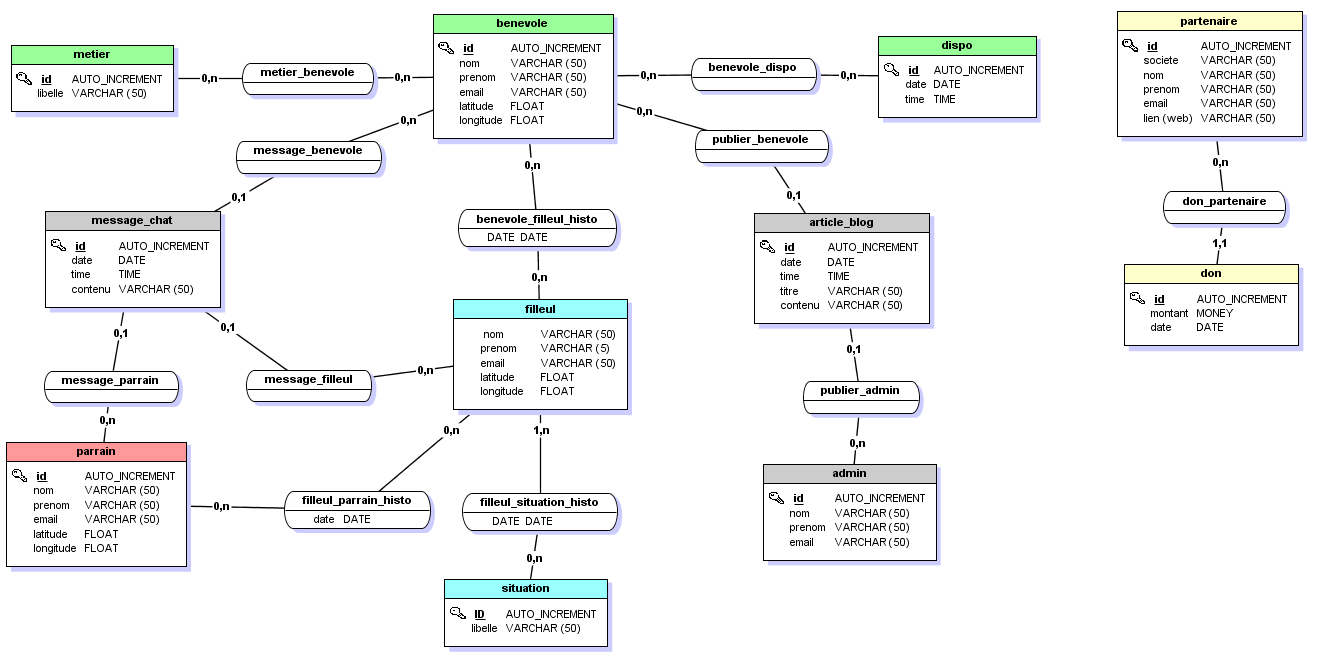 benevole
id AUTO_INCREMENT
nom VARCHAR (50)
prenom VARCHAR (50)
email VARCHAR (50)
latitude FLOAT
longitude FLOAT
metier
id AUTO_INCREMENT
libelle VARCHAR (50)
0,n
metier_benevole
0,n
0,n
benevole_dispo
0,n
dispo
id AUTO_INCREMENT
date DATE
time TIME
partenaire
id AUTO_INCREMENT
societe VARCHAR (50)
nom VARCHAR (50)
prenom VARCHAR (50)
email VARCHAR (50)
lien (web) VARCHAR (50)
0,n
message_benevole
0,1
0,n
publier_benevole
0,1
0,n
benevole_filleul_histo
DATE DATE
0,n
0,n
don_partenaire
1,1
message_chat
id AUTO_INCREMENT
date DATE
time TIME
contenu VARCHAR (50)
article_blog
id AUTO_INCREMENT
date DATE
time TIME
titre VARCHAR (50)
contenu VARCHAR (50)
don
id AUTO_INCREMENT
montant MONEY
date DATE
filleul
nom VARCHAR (50)
prenom VARCHAR (5)
email VARCHAR (50)
latitude FLOAT
longitude FLOAT
0,1
message_parrain
0,n
0,1
message_filleul
0,n
0,1
publier_admin
0,n
parrain
id AUTO_INCREMENT
nom VARCHAR (50)
prenom VARCHAR (50)
email VARCHAR (50)
latitude FLOAT
longitude FLOAT
0,n
filleul_parrain_histo
date DATE
0,n
1,n
filleul_situation_histo
DATE DATE
0,n
admin
id AUTO_INCREMENT
nom VARCHAR (50)
prenom VARCHAR (50)
email VARCHAR (50)
situation
ID AUTO_INCREMENT
libelle VARCHAR (50)